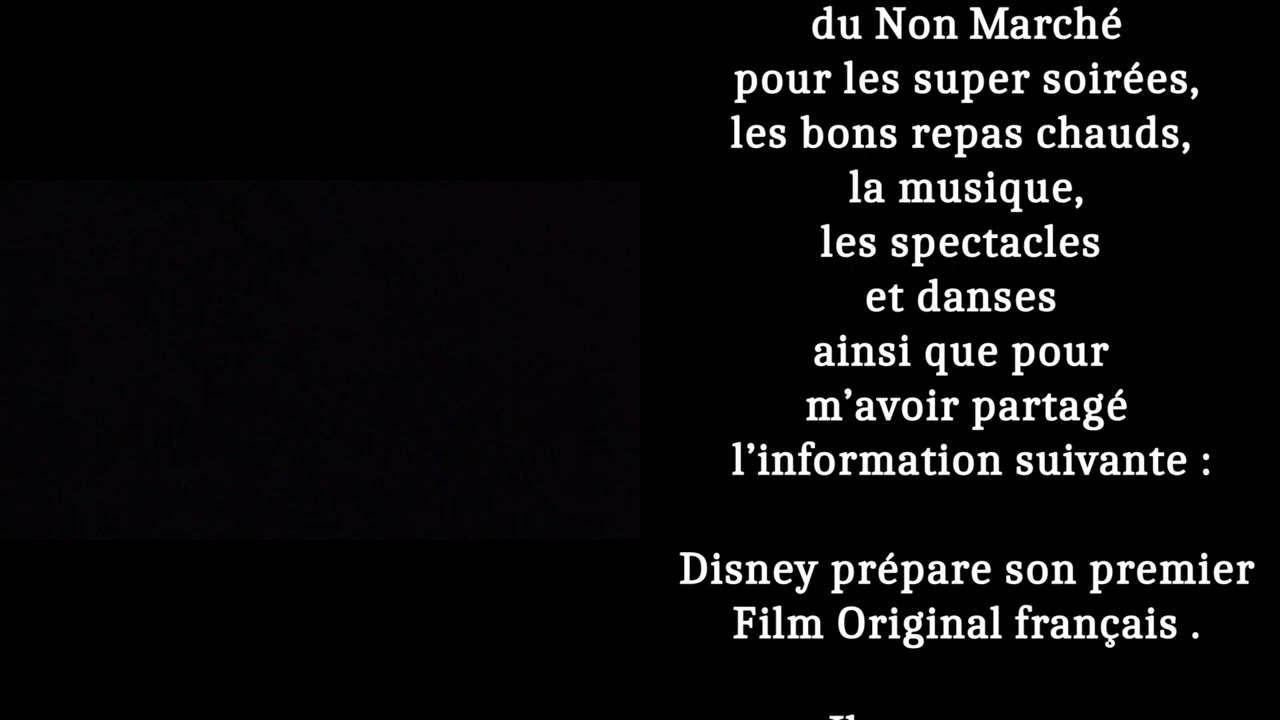 du Non Marché
pour les super soirées,
les bons repas chauds,
la musique,
les spectacles
et danses
ainsi que pour
m’avoir partagé
l’information suivante :
Disney prépare son premier
Film Original français .